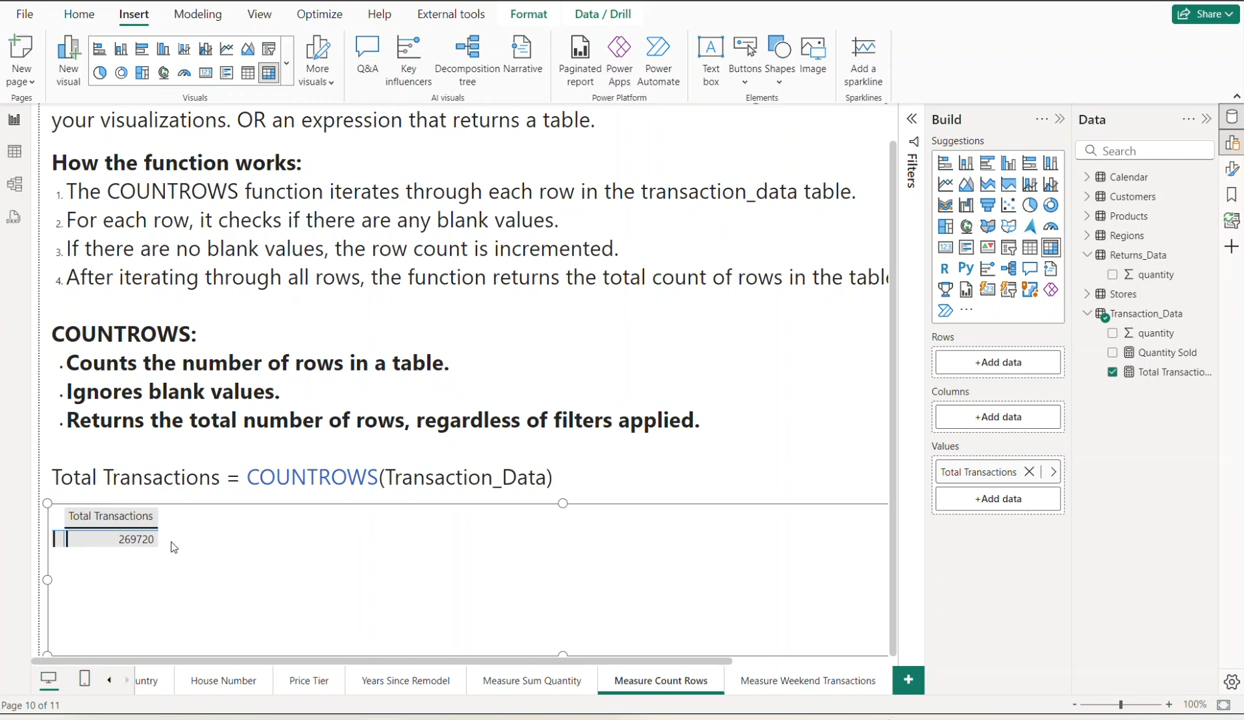 File Home Insert Modeling View Optimize Help External tools Format Data / Drill Share
New page
New visual
More visuals
Q&A
Key influencers
Decomposition tree
Narrative
Paginated report
Power Apps
Power Automate
Text box
Buttons
Shapes
Image
Add a sparkline
Pages Visuals AI visuals Power Platform Elements Sparklines
your visualizations. OR an expression that returns a table.
How the function works:
1. The COUNTROWS function iterates through each row in the transaction_data table.
2. For each row, it checks if there are any blank values.
3. If there are no blank values, the row count is incremented.
4. After iterating through all rows, the function returns the total count of rows in the table
COUNTROWS:
· Counts the number of rows in a table.
· Ignores blank values.
· Returns the total number of rows, regardless of filters applied.
Total Transactions = COUNTROWS(Transaction_Data)
Total Transactions
269720
Filters
Build
Suggestions
R Py
Rows
+Add data
Columns
+Add data
Values
Total Transactions
+Add data
Data
Search
Calendar
Customers
Products
Regions
Returns_Data
Σ quantity
Stores
Transaction_Data
Σ quantity
Quantity Sold
Total Transactio...
untry House Number Price Tier Years Since Remodel Measure Sum Quantity Measure Count Rows Measure Weekend Transactions +
Page 10 of 11
- + 100%